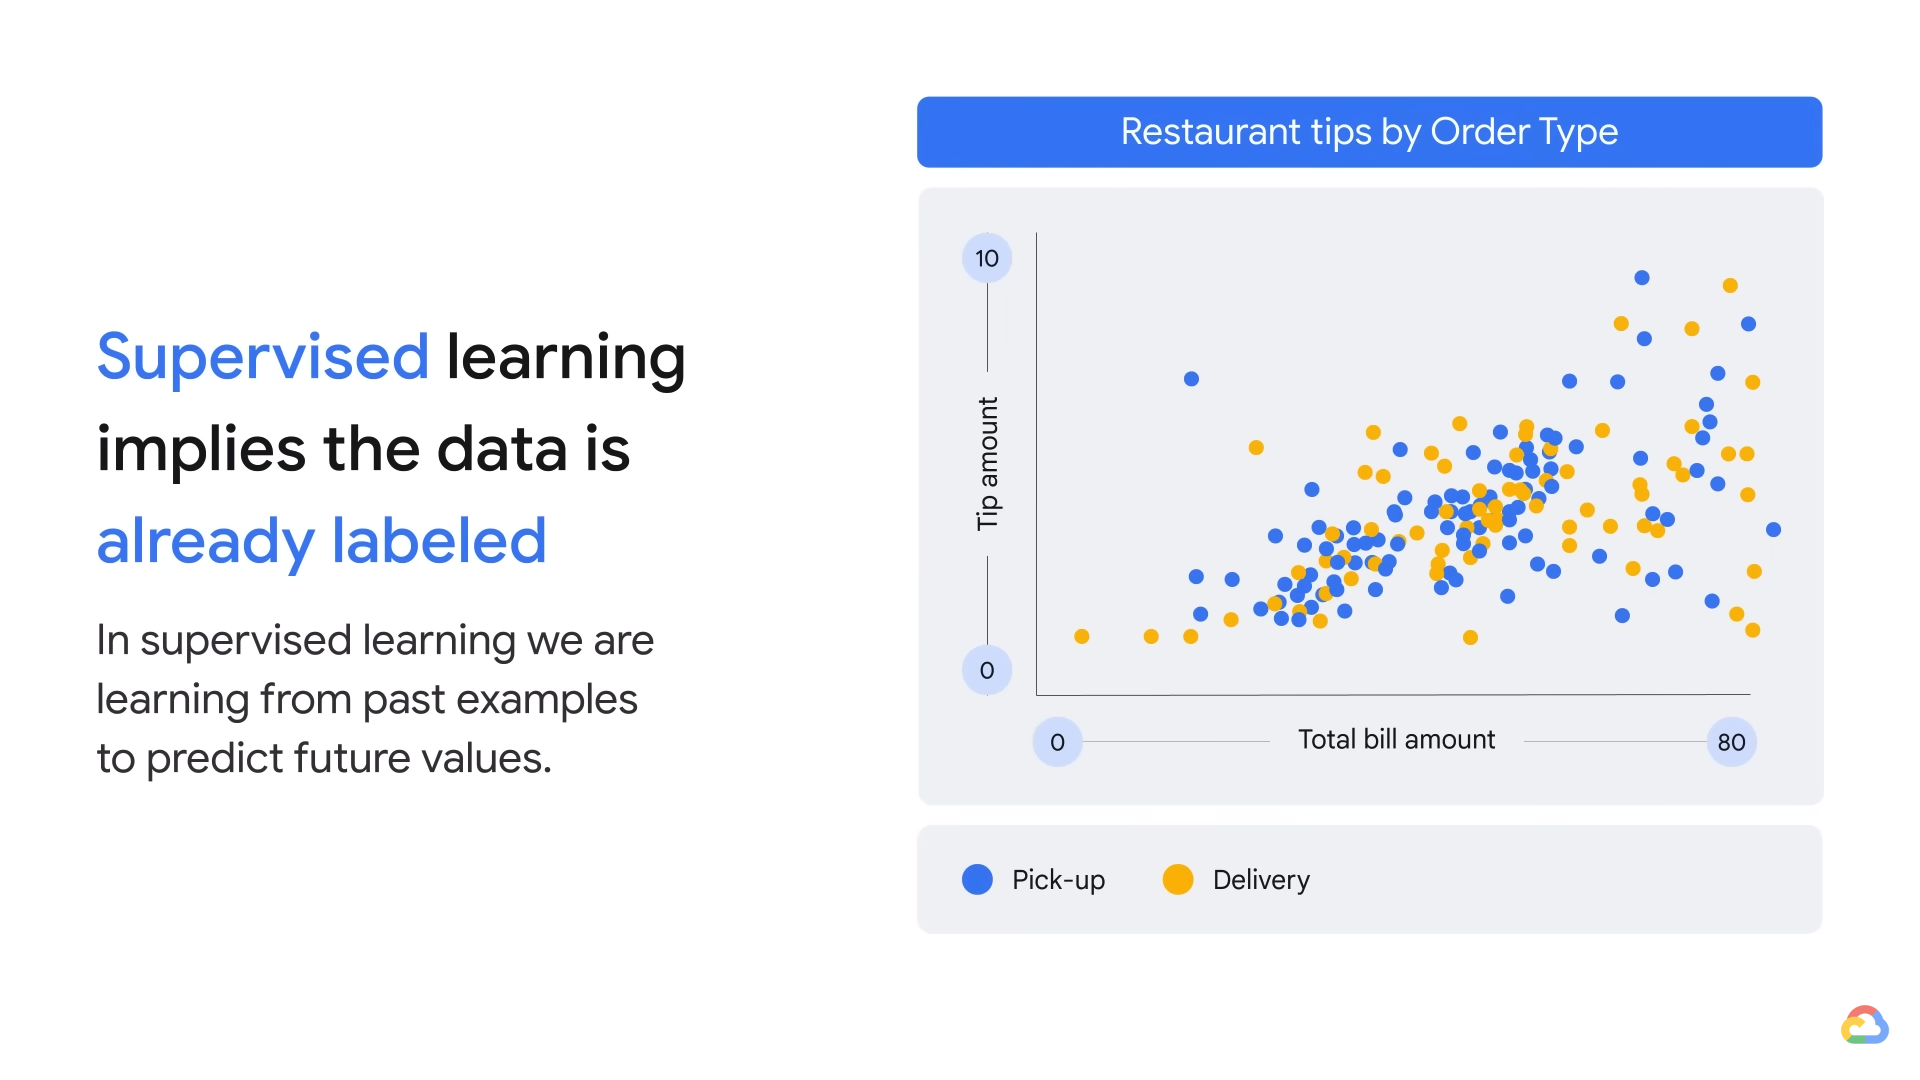 Supervised learning
implies the data is
already labeled
In supervised learning we are
learning from past examples
to predict future values.
Restaurant tips by Order Type
10
Tip amount
0
0
Total bill amount
80
Pick-up
Delivery